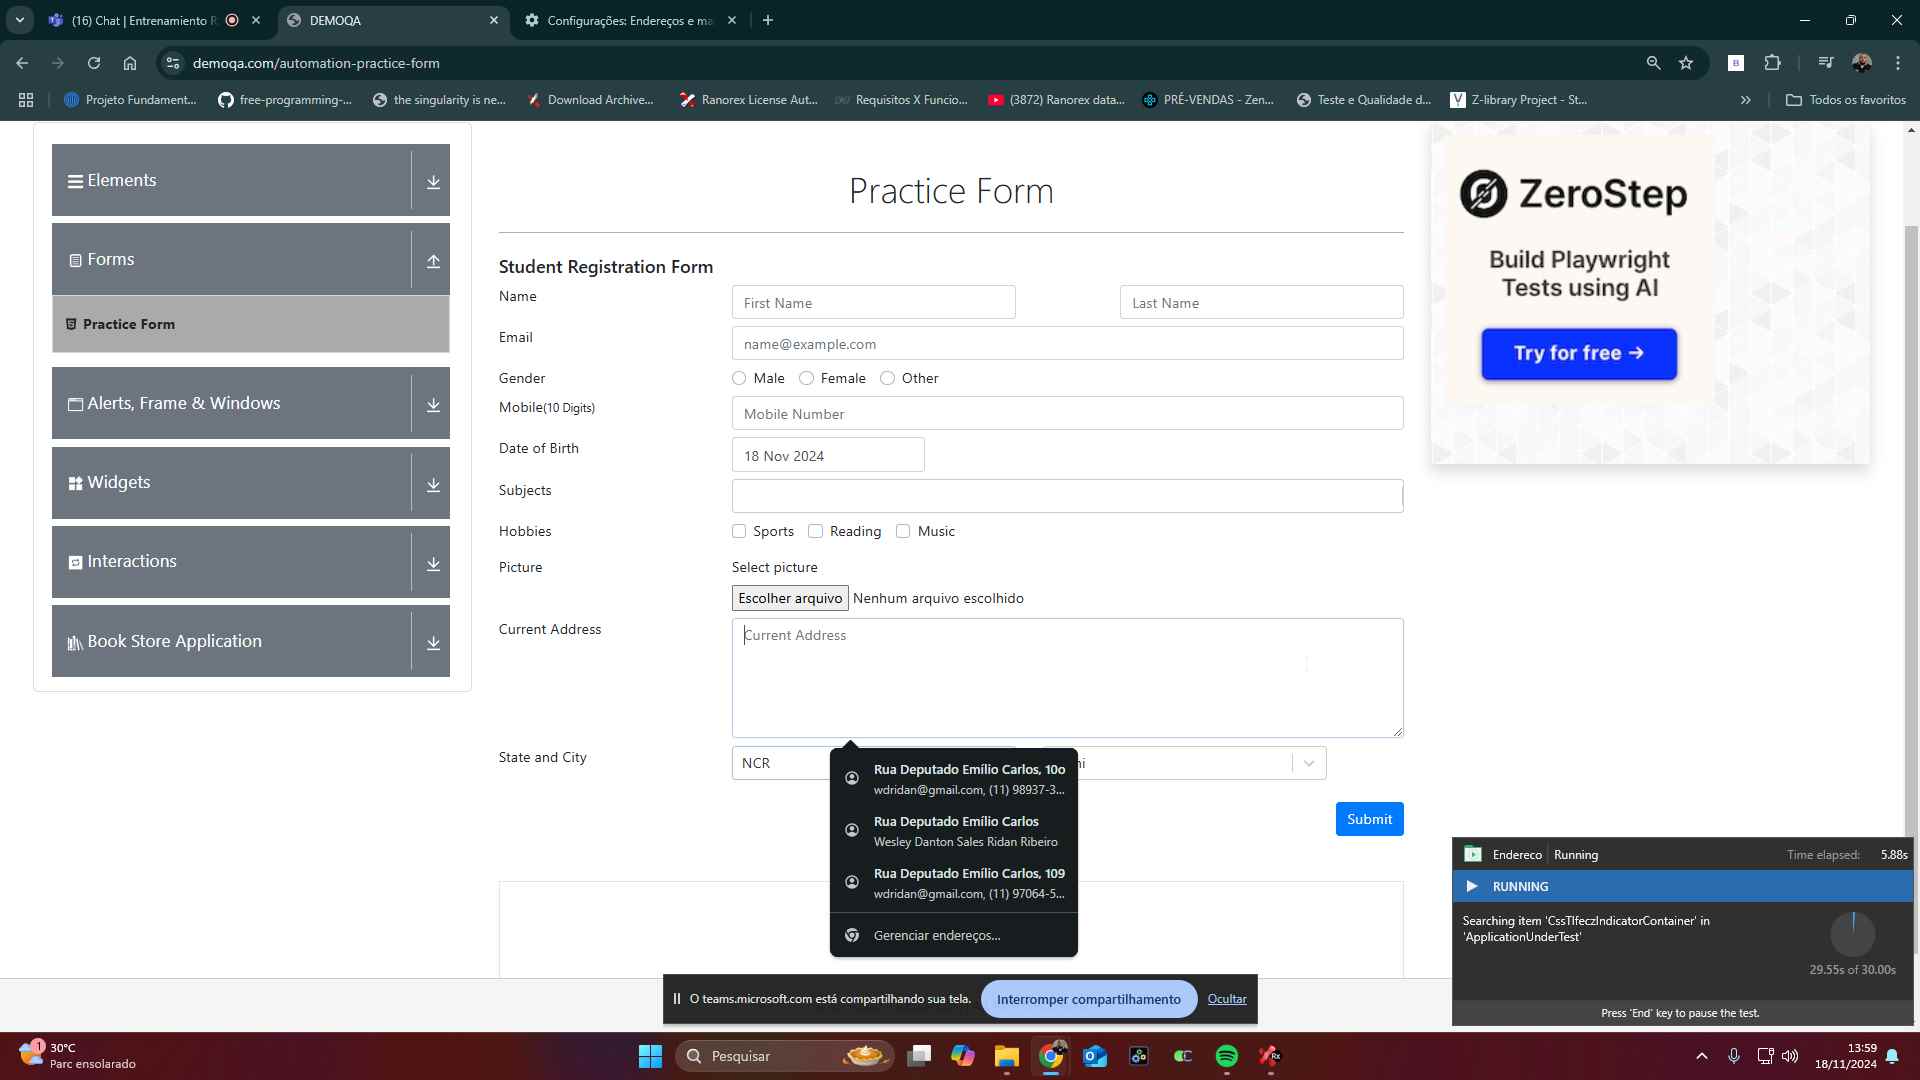 (16) Chat | Entrenamiento R
DEMOQA
Configurações: Endereços e ma
demoqa.com/automation-practice-form
Projeto Fundament...
free-programming-...
the singularity is ne...
Download Archive...
Ranorex License Aut...
Requisitos X Funcio...
(3872) Ranorex data...
PRÉ-VENDAS - Zen...
Teste e Qualidade d...
Z-library Project - St...
Todos os favoritos
Elements
Forms
Practice Form
Alerts, Frame & Windows
Widgets
Interactions
Book Store Application
Practice Form
Student Registration Form
Name
First Name
Last Name
Email
name@example.com
Gender
Male
Female
Other
Mobile(10 Digits)
Mobile Number
Date of Birth
18 Nov 2024
Subjects
Hobbies
Sports
Reading
Music
Picture
Select picture
Escolher arquivo Nenhum arquivo escolhido
Current Address
Current Address
State and City
NCR
Rua Deputado Emílio Carlos, 10o
wdridan@gmail.com, (11) 98937-3...
Rua Deputado Emílio Carlos
Wesley Danton Sales Ridan Ribeiro
Rua Deputado Emílio Carlos, 109
wdridan@gmail.com, (11) 97064-5...
Gerenciar endereços...
Submit
ZeroStep
Build Playwright
Tests using AI
Try for free →
Endereco Running
Time elapsed: 5.88s
RUNNING
Searching item 'CssTlfeczIndicatorContainer' in
'ApplicationUnderTest'
29.55s of 30.00s
Press 'End' key to pause the test.
O teams.microsoft.com está compartilhando sua tela.
Interromper compartilhamento
Ocultar
1
30°C
Parc ensolarado
Pesquisar
13:59
18/11/2024